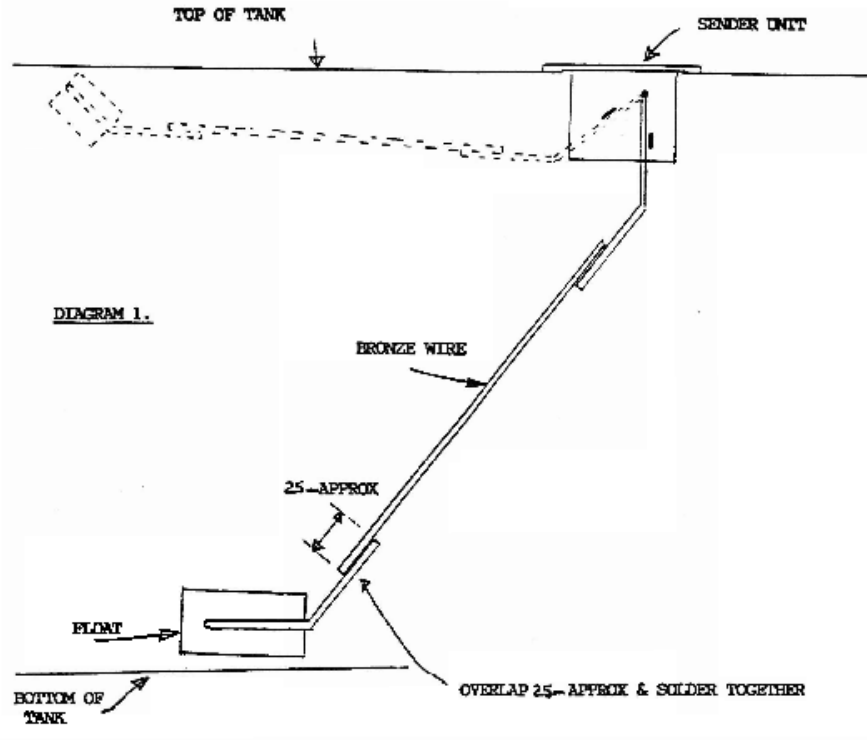 TOP OF TANK
SENDER UNIT
DIAGRAM 1.
BRONZE WIRE
25-APPROX
FLOAT
OVERLAP 25-APPROX & SOLDER TOGETHER
BOTTOM OF
TANK